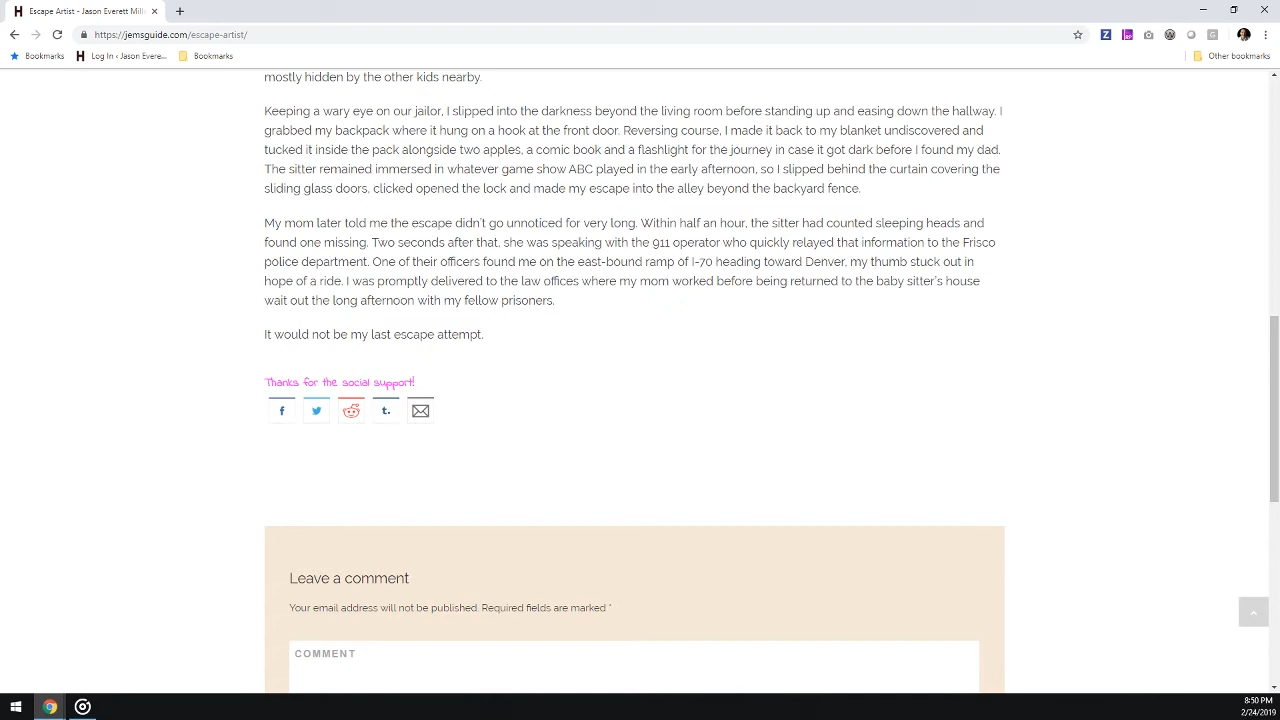 Escape Artist - Jason Everett Mill
https://jemsguide.com/escape-artist/
Bookmarks
Log In ‹ Jason Evere...
Bookmarks
Other bookmarks
mostly hidden by the other kids nearby.
Keeping a wary eye on our jailor, I slipped into the darkness beyond the living room before standing up and easing down the hallway. I
grabbed my backpack where it hung on a hook at the front door. Reversing course, I made it back to my blanket undiscovered and
tucked it inside the pack alongside two apples, a comic book and a flashlight for the journey in case it got dark before I found my dad.
The sitter remained immersed in whatever game show ABC played in the early afternoon, so I slipped behind the curtain covering the
sliding glass doors, clicked opened the lock and made my escape into the alley beyond the backyard fence.
My mom later told me the escape didn't go unnoticed for very long. Within half an hour, the sitter had counted sleeping heads and
found one missing. Two seconds after that, she was speaking with the 911 operator who quickly relayed that information to the Frisco
police department. One of their officers found me on the east-bound ramp of I-70 heading toward Denver, my thumb stuck out in
hope of a ride. I was promptly delivered to the law offices where my mom worked before being returned to the baby sitter's house
wait out the long afternoon with my fellow prisoners.
It would not be my last escape attempt.
Thanks for the social support!
Leave a comment
Your email address will not be published. Required fields are marked *
COMMENT
8:50 PM
2/24/2019